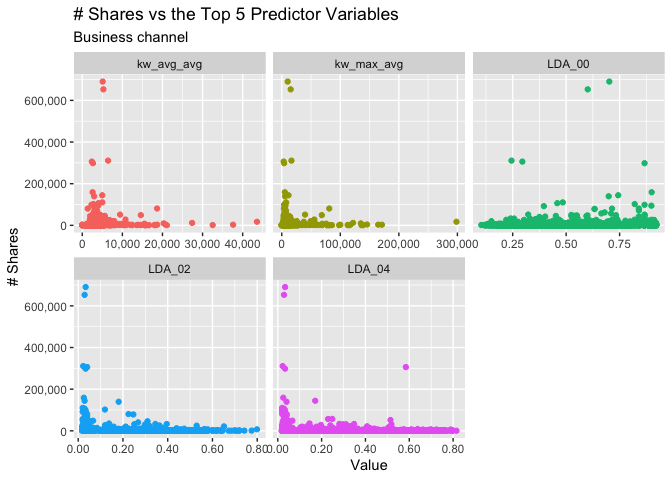 # Shares vs the Top 5 Predictor Variables
Business channel
kw_avg_avg
kw_max_avg
LDA_00
600,000
400,000
200,000
0
0 10,000 20,000 30,000 40,000
0 100,000 200,000 300,000
0.25 0.50 0.75
# Shares
LDA_02
LDA_04
600,000
400,000
200,000
0
0.00 0.20 0.40 0.60 0.80
0.00 0.20 0.40 0.60 0.80
Value